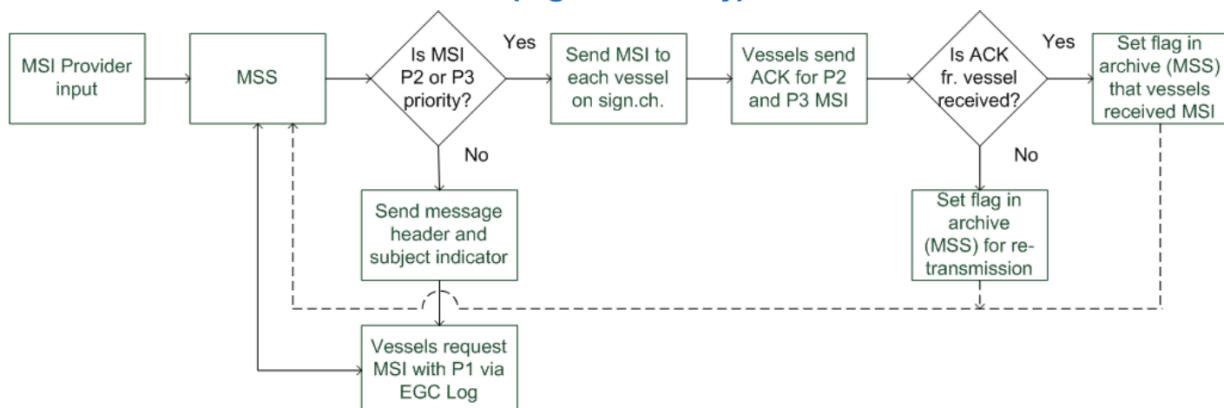 MSI Provider
input
MSS
Is MSI
P2 or P3
priority?
Yes
Send MSI to
each vessel
on sign.ch.
Vessels send
ACK for P2
and P3 MSI
Is ACK
fr. vessel
received?
Yes
Set flag in
archive (MSS)
that vessels
received MSI
No
No
Send message
header and
subject indicator
Set flag in
archive
(MSS) for re-
transmission
Vessels request
MSI with P1 via
EGC Log